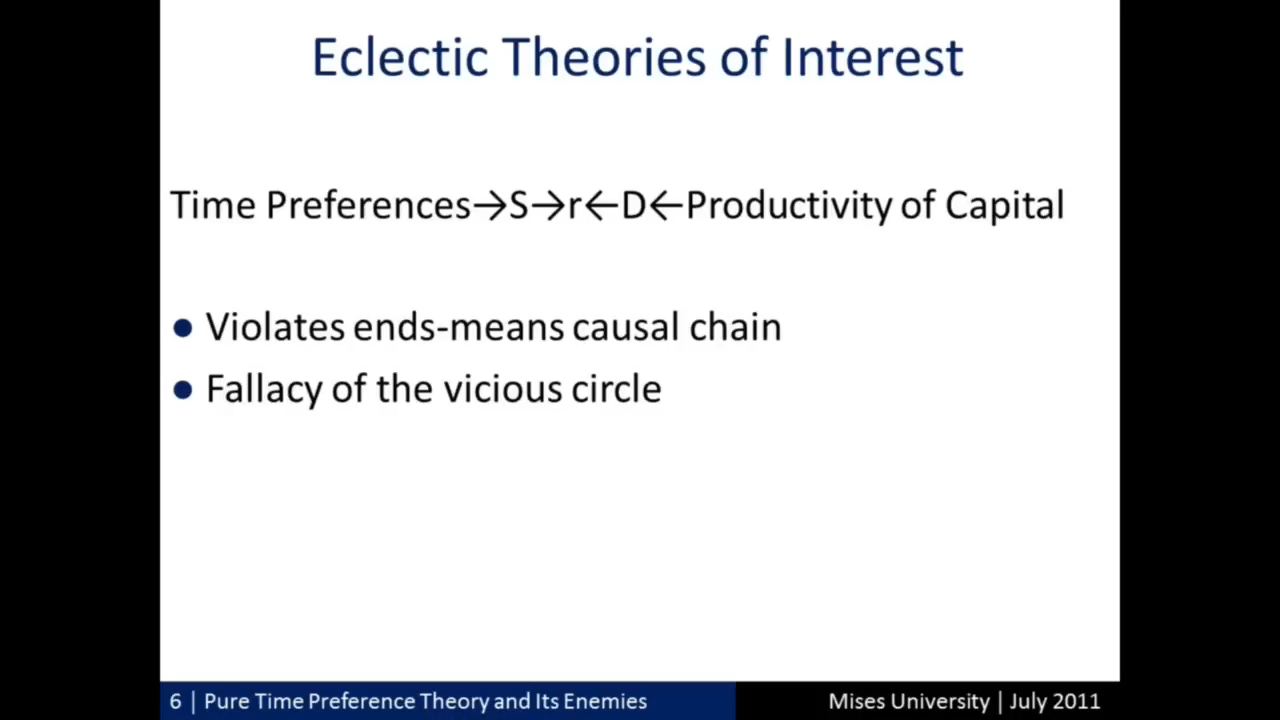 Eclectic Theories of Interest
Time Preferences→S→r←D←Productivity of Capital
● Violates ends-means causal chain
● Fallacy of the vicious circle
6 | Pure Time Preference Theory and Its Enemies
Mises University | July 2011